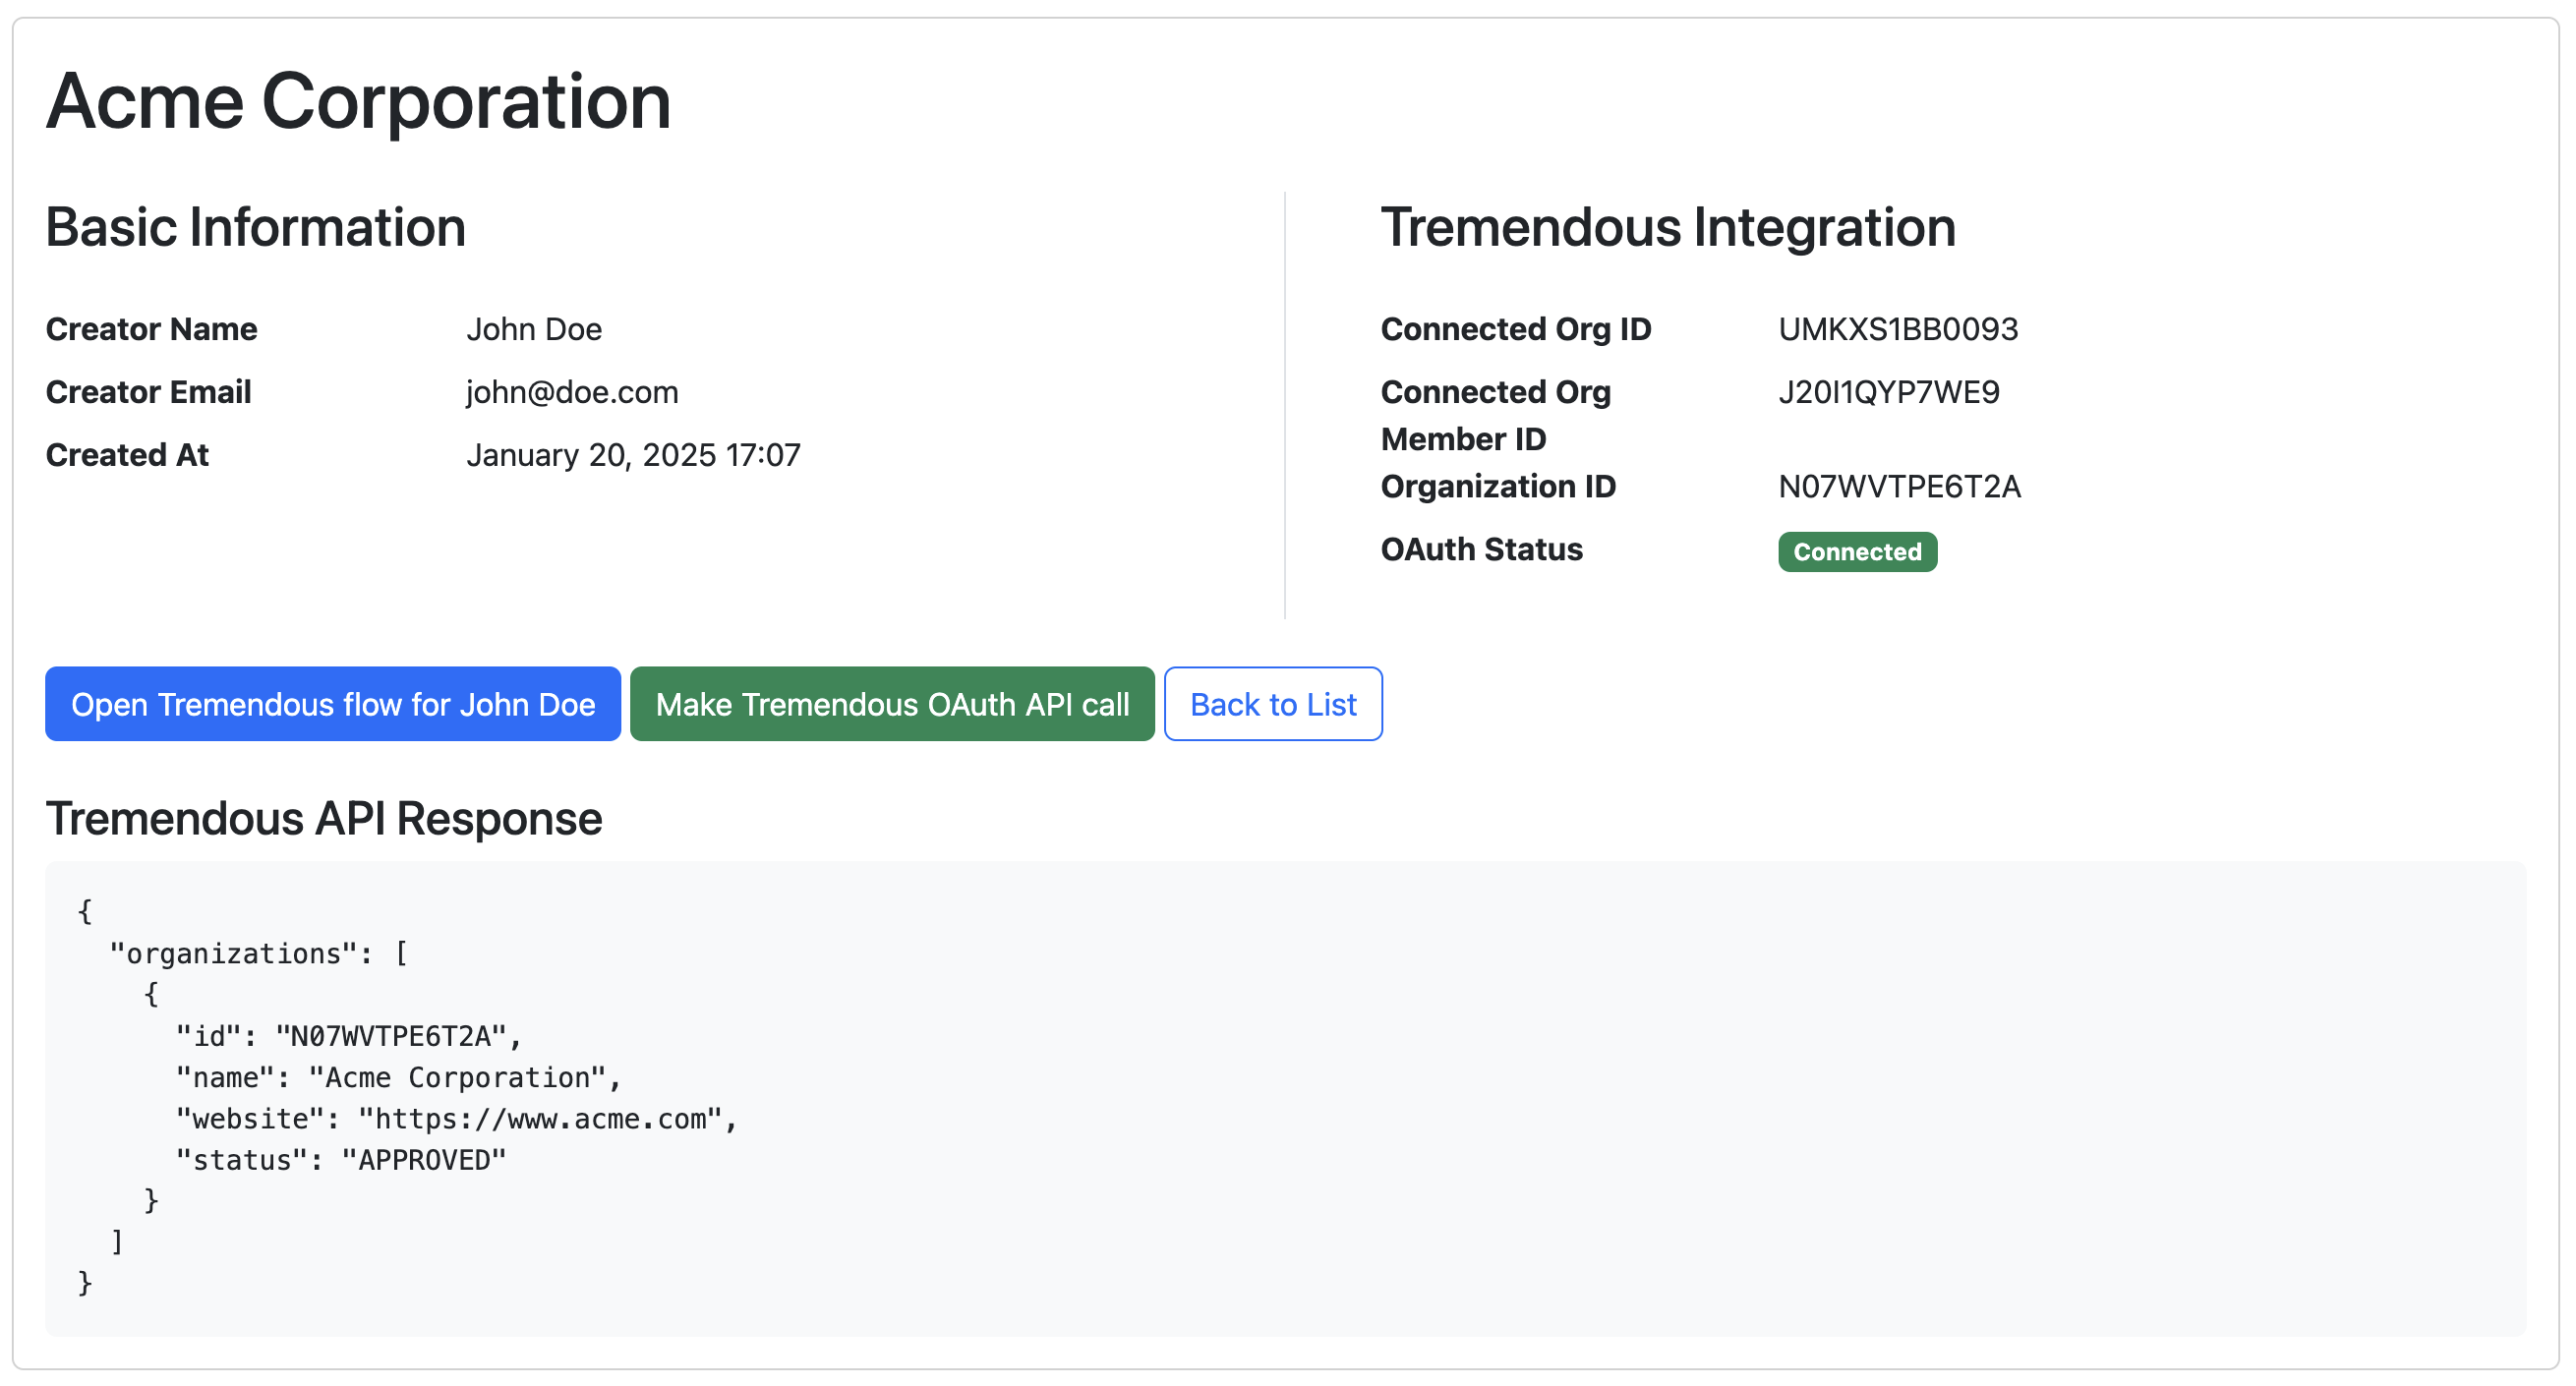 Acme Corporation
Basic Information
Creator Name John Doe
Creator Email john@doe.com
Created At January 20, 2025 17:07
Tremendous Integration
Connected Org ID UMKXS1BB0093
Connected Org J20I1QYP7WE9
Member ID
Organization ID N07WVTPE6T2A
OAuth Status Connected
Open Tremendous flow for John Doe Make Tremendous OAuth API call Back to List
Tremendous API Response
{
  "organizations": [
    {
      "id": "N07WVTPE6T2A",
      "name": "Acme Corporation",
      "website": "https://www.acme.com",
      "status": "APPROVED"
    }
  ]
}